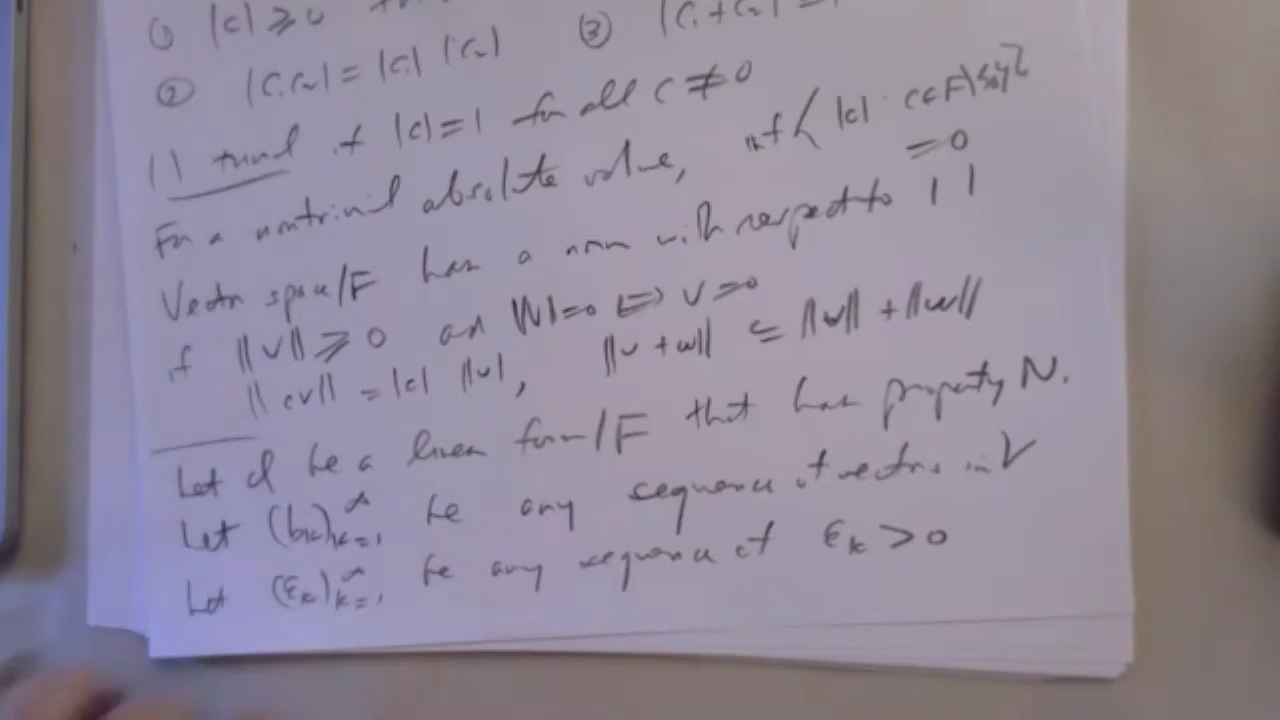 ① |c| ≥ 0
② |c₁c₂| = |c₁| |c₂| ③ |c₁+c₂|
| | trivial if |c| = 1 for all c ≠ 0
For a nontrivial absolute value, inf { |c| : c ∈ F\{0} }
= 0
Vector space/F has a norm with respect to | |
if ||v|| ≥ 0 and ||v|| = 0 ⟺ v = 0
||cv|| = |c| ||v||, ||v + w|| ≤ ||v|| + ||w||
Let be a linear form/F that has property N.
Let (bₖ)ₖ₌₁^∞ be any sequence of vectors in V
Let (εₖ)ₖ₌₁^∞ be any sequence of εₖ > 0